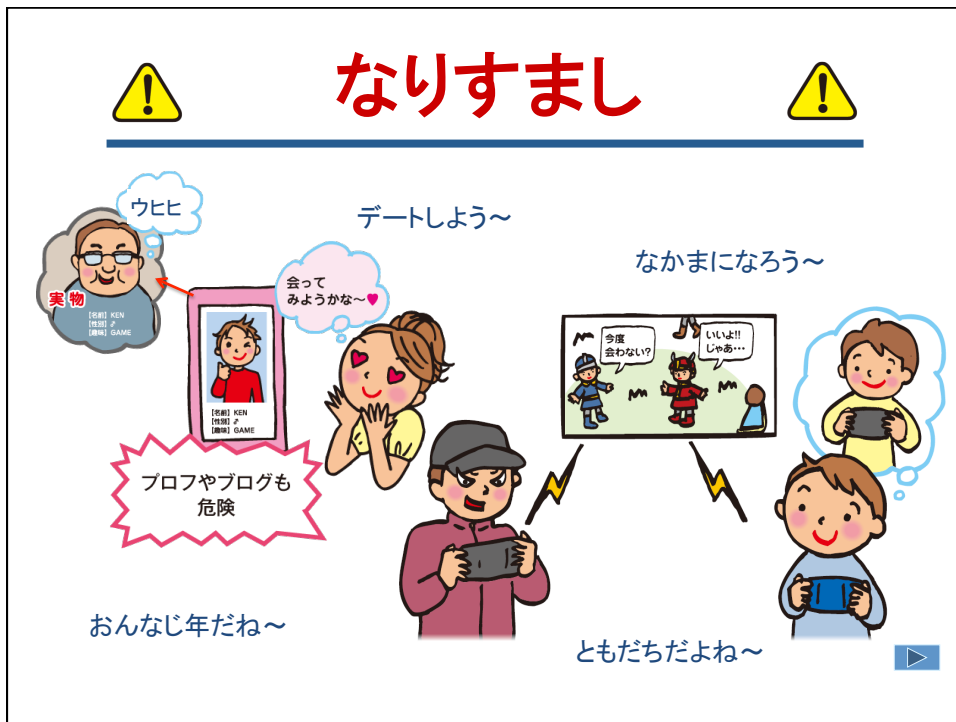 なりすまし
ウヒヒ
デートしよう～
なかまになろう～
会って
みようかな～♥
実物
【名前】KEN
【性別】♂
【趣味】GAME
【名前】KEN
【性別】♂
【趣味】GAME
今度
会わない?
いいよ!!
じゃあ…
プロフやブログも
危険
おんなじ年だね～
ともだちだよね～